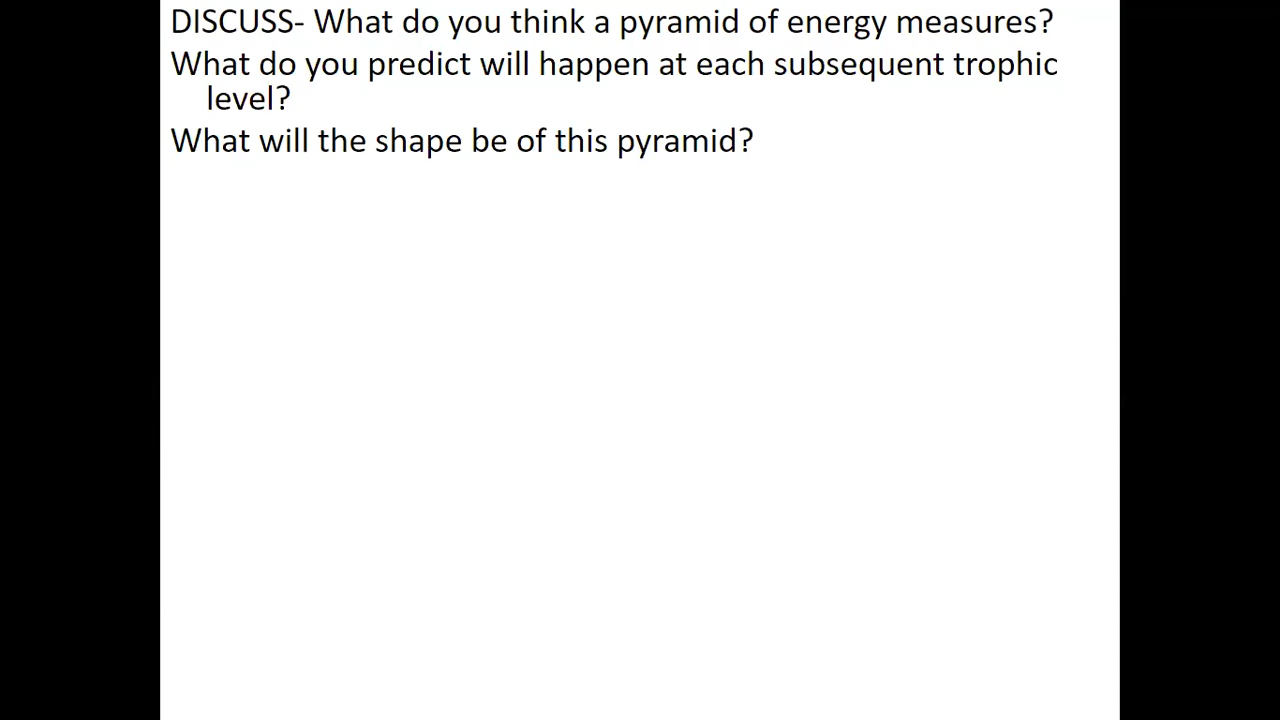 DISCUSS- What do you think a pyramid of energy measures?
What do you predict will happen at each subsequent trophic
level?
What will the shape be of this pyramid?